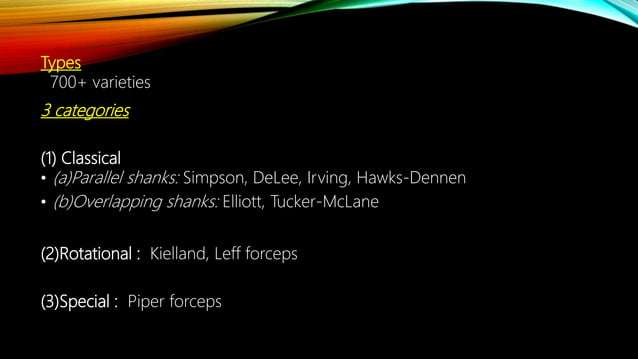 Types
700+ varieties
3 categories
(1) Classical
• (a)Parallel shanks: Simpson, DeLee, Irving, Hawks-Dennen
• (b)Overlapping shanks: Elliott, Tucker-McLane
(2)Rotational : Kielland, Leff forceps
(3)Special : Piper forceps